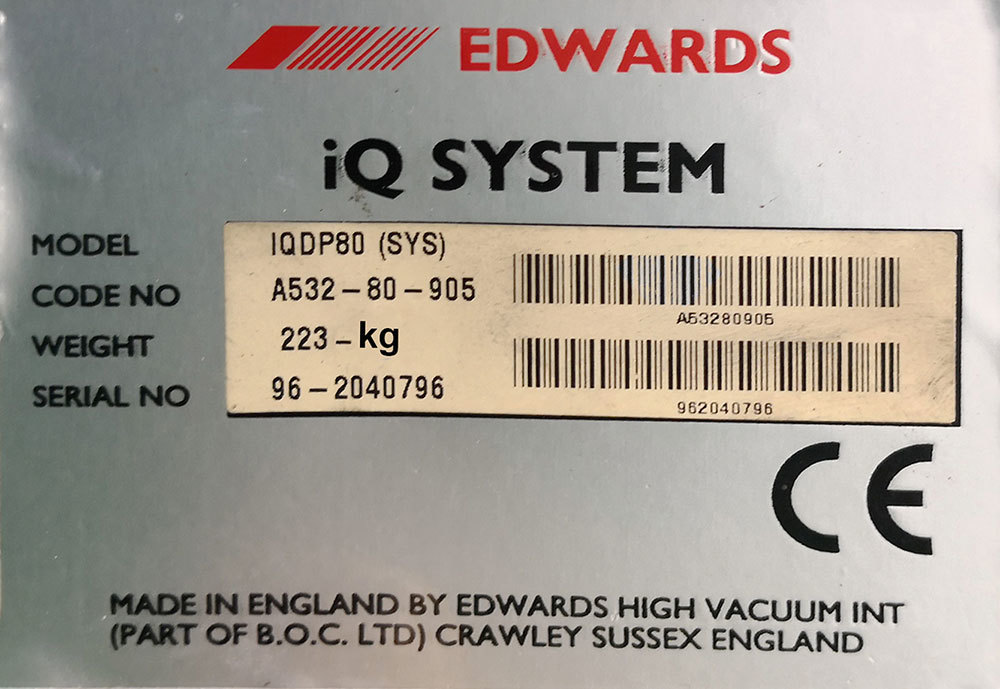 EDWARDS
iQ SYSTEM
MODEL IQDP80 (SYS)
CODE NO A532-80-905
A53280905
WEIGHT 223-kg
SERIAL NO 96-2040796
962040796
CE
MADE IN ENGLAND BY EDWARDS HIGH VACUUM INT
(PART OF B.O.C. LTD) CRAWLEY SUSSEX ENGLAND